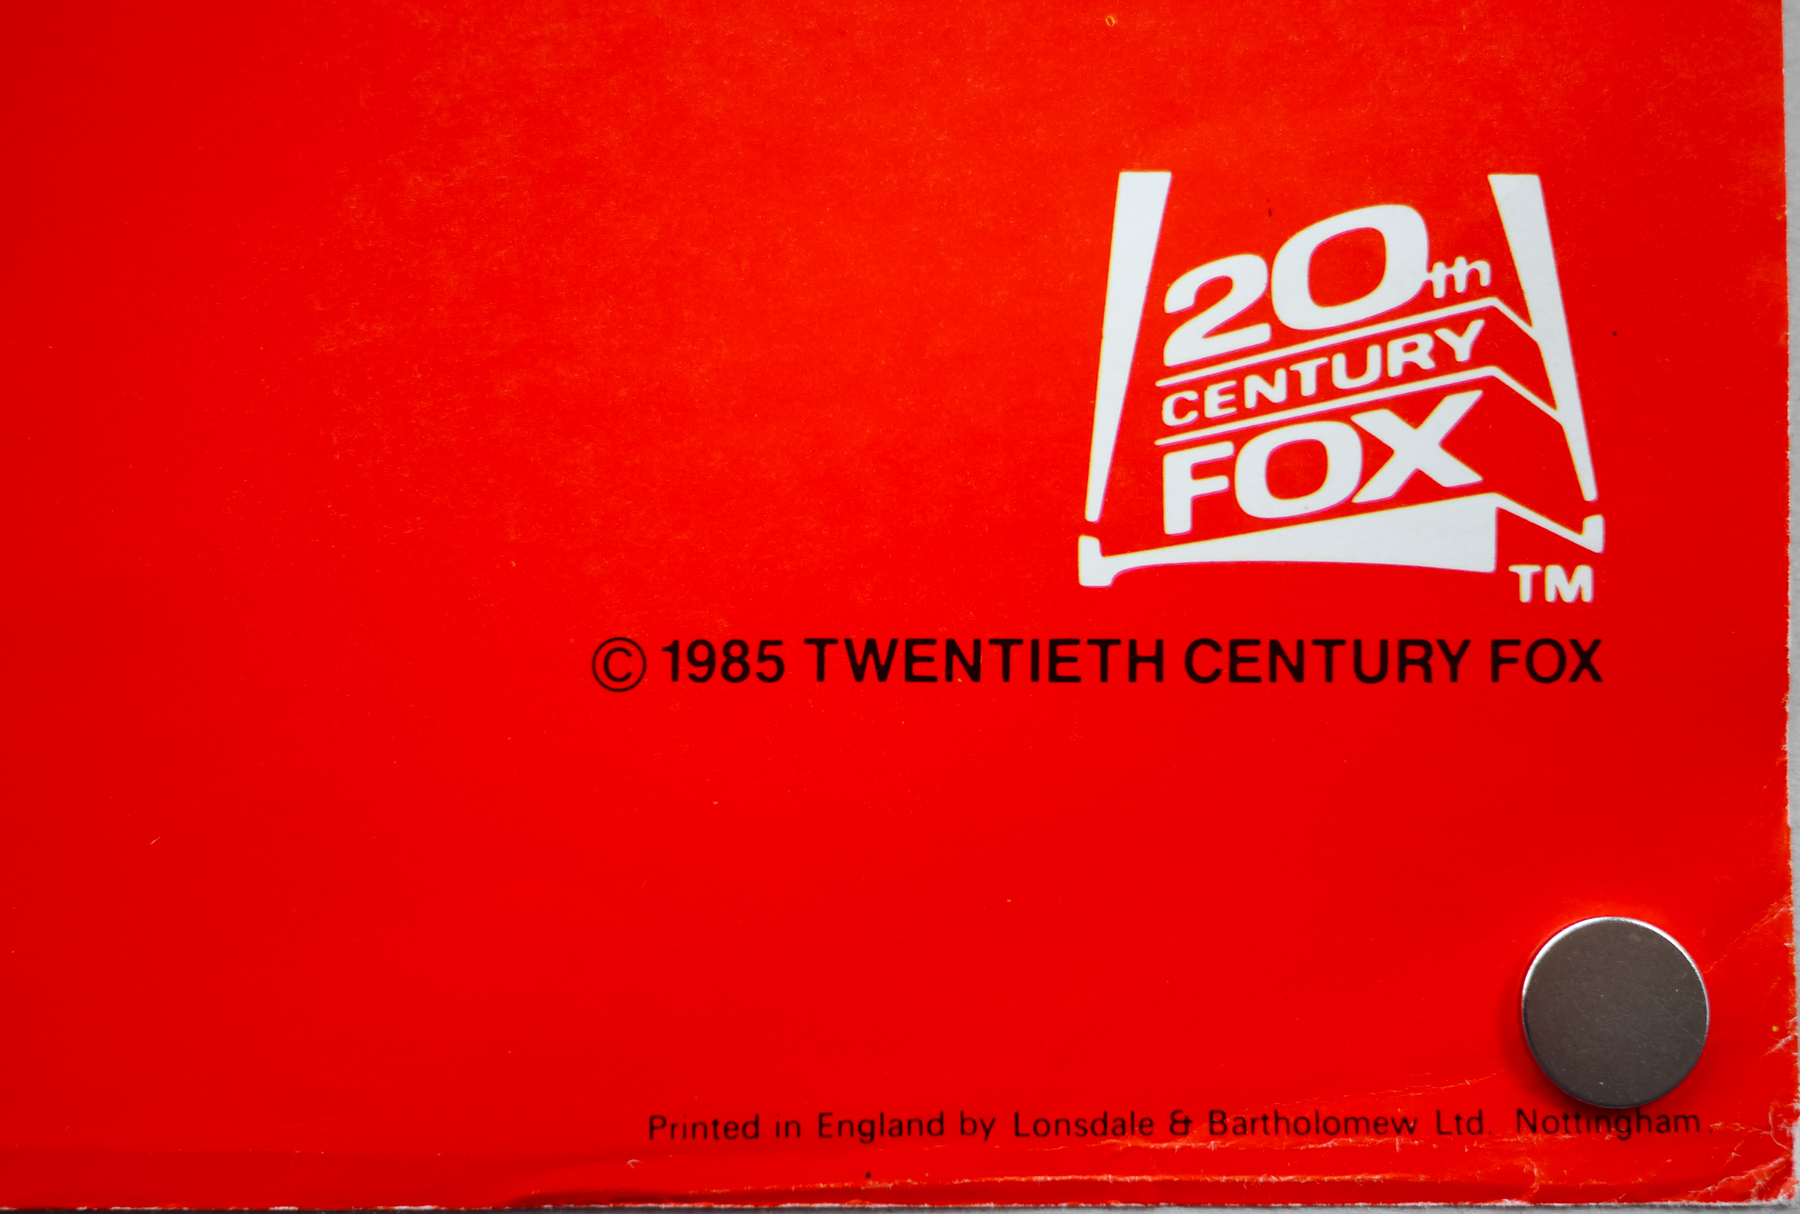 20th
CENTURY
FOX
TM
© 1985 TWENTIETH CENTURY FOX
Printed in England by Lonsdale & Bartholomew Ltd. Nottingham.